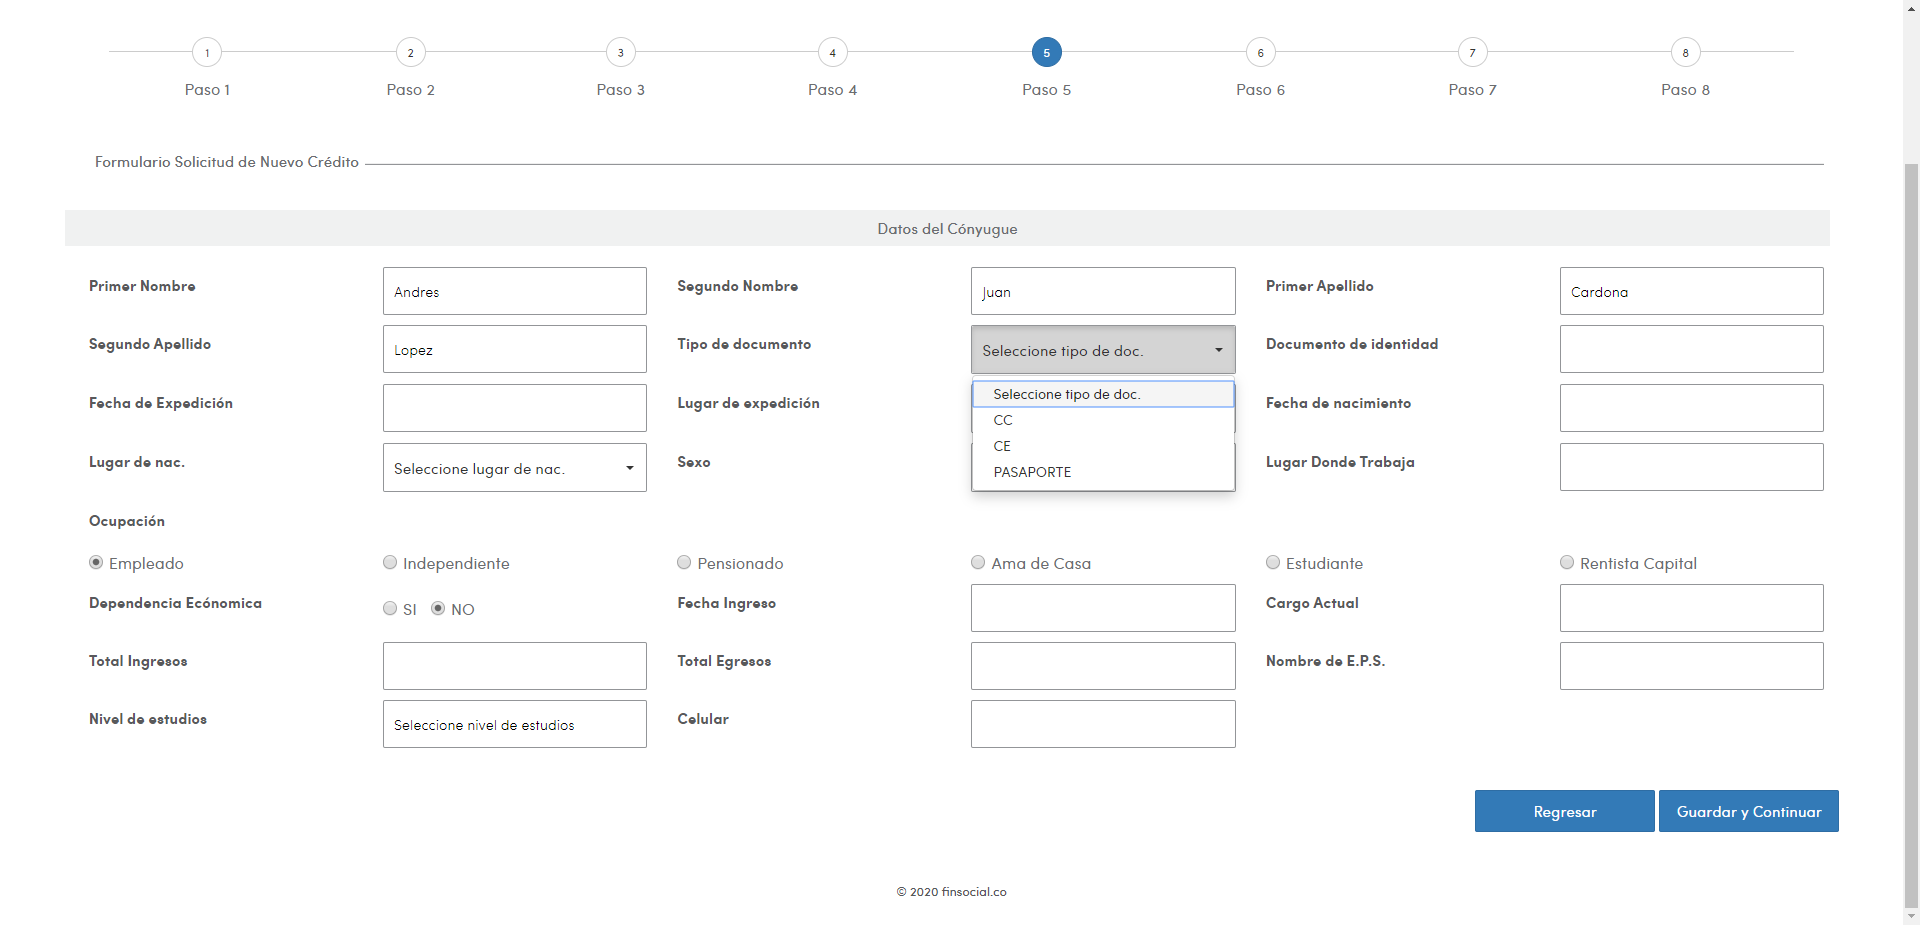 1 2 3 4 5 6 7 8
Paso 1 Paso 2 Paso 3 Paso 4 Paso 5 Paso 6 Paso 7 Paso 8
Formulario Solicitud de Nuevo Crédito
Datos del Cónyugue
Primer Nombre Andres Segundo Nombre Juan Primer Apellido Cardona
Segundo Apellido Lopez Tipo de documento Seleccione tipo de doc. Documento de identidad
Seleccione tipo de doc.
Fecha de Expedición Lugar de expedición Fecha de nacimiento
CC
CE
Lugar de nac. Seleccione lugar de nac. Sexo Lugar Donde Trabaja
PASAPORTE
Ocupación
Empleado Independiente Pensionado Ama de Casa Estudiante Rentista Capital
Dependencia Ecónomica SI NO Fecha Ingreso Cargo Actual
Total Ingresos Total Egresos Nombre de E.P.S.
Nivel de estudios Seleccione nivel de estudios Celular
Regresar Guardar y Continuar
© 2020 finsocial.co